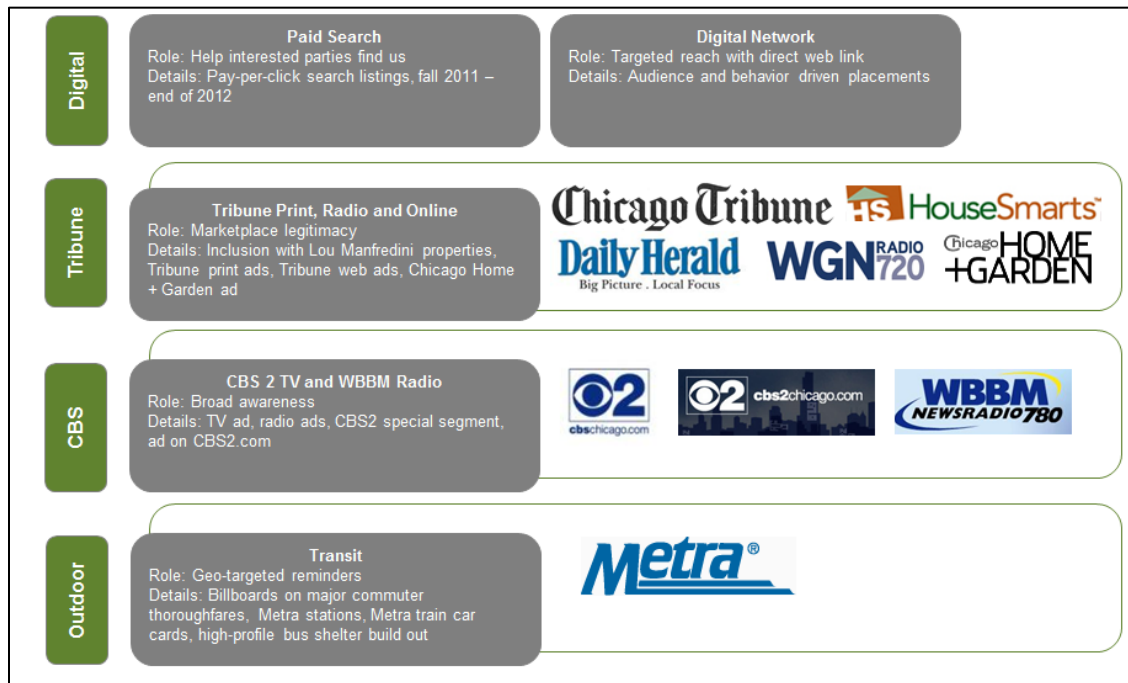 Digital
Paid Search
Role: Help interested parties find us
Details: Pay-per-click search listings, fall 2011 –
end of 2012
Digital Network
Role: Targeted reach with direct web link
Details: Audience and behavior driven placements
Tribune
Tribune Print, Radio and Online
Role: Marketplace legitimacy
Details: Inclusion with Lou Manfredini properties,
Tribune print ads, Tribune web ads, Chicago Home
+ Garden ad
Chicago Tribune
HS HouseSmarts™
Daily Herald
Big Picture . Local Focus
WGN RADIO 720
Chicago HOME
+GARDEN
CBS
CBS 2 TV and WBBM Radio
Role: Broad awareness
Details: TV ad, radio ads, CBS2 special segment,
ad on CBS2.com
2
cbschicago.com
2 cbs2chicago.com
WBBM
NEWSRADIO 780
Outdoor
Transit
Role: Geo-targeted reminders
Details: Billboards on major commuter
thoroughfares, Metra stations, Metra train car
cards, high-profile bus shelter build out
Metra®